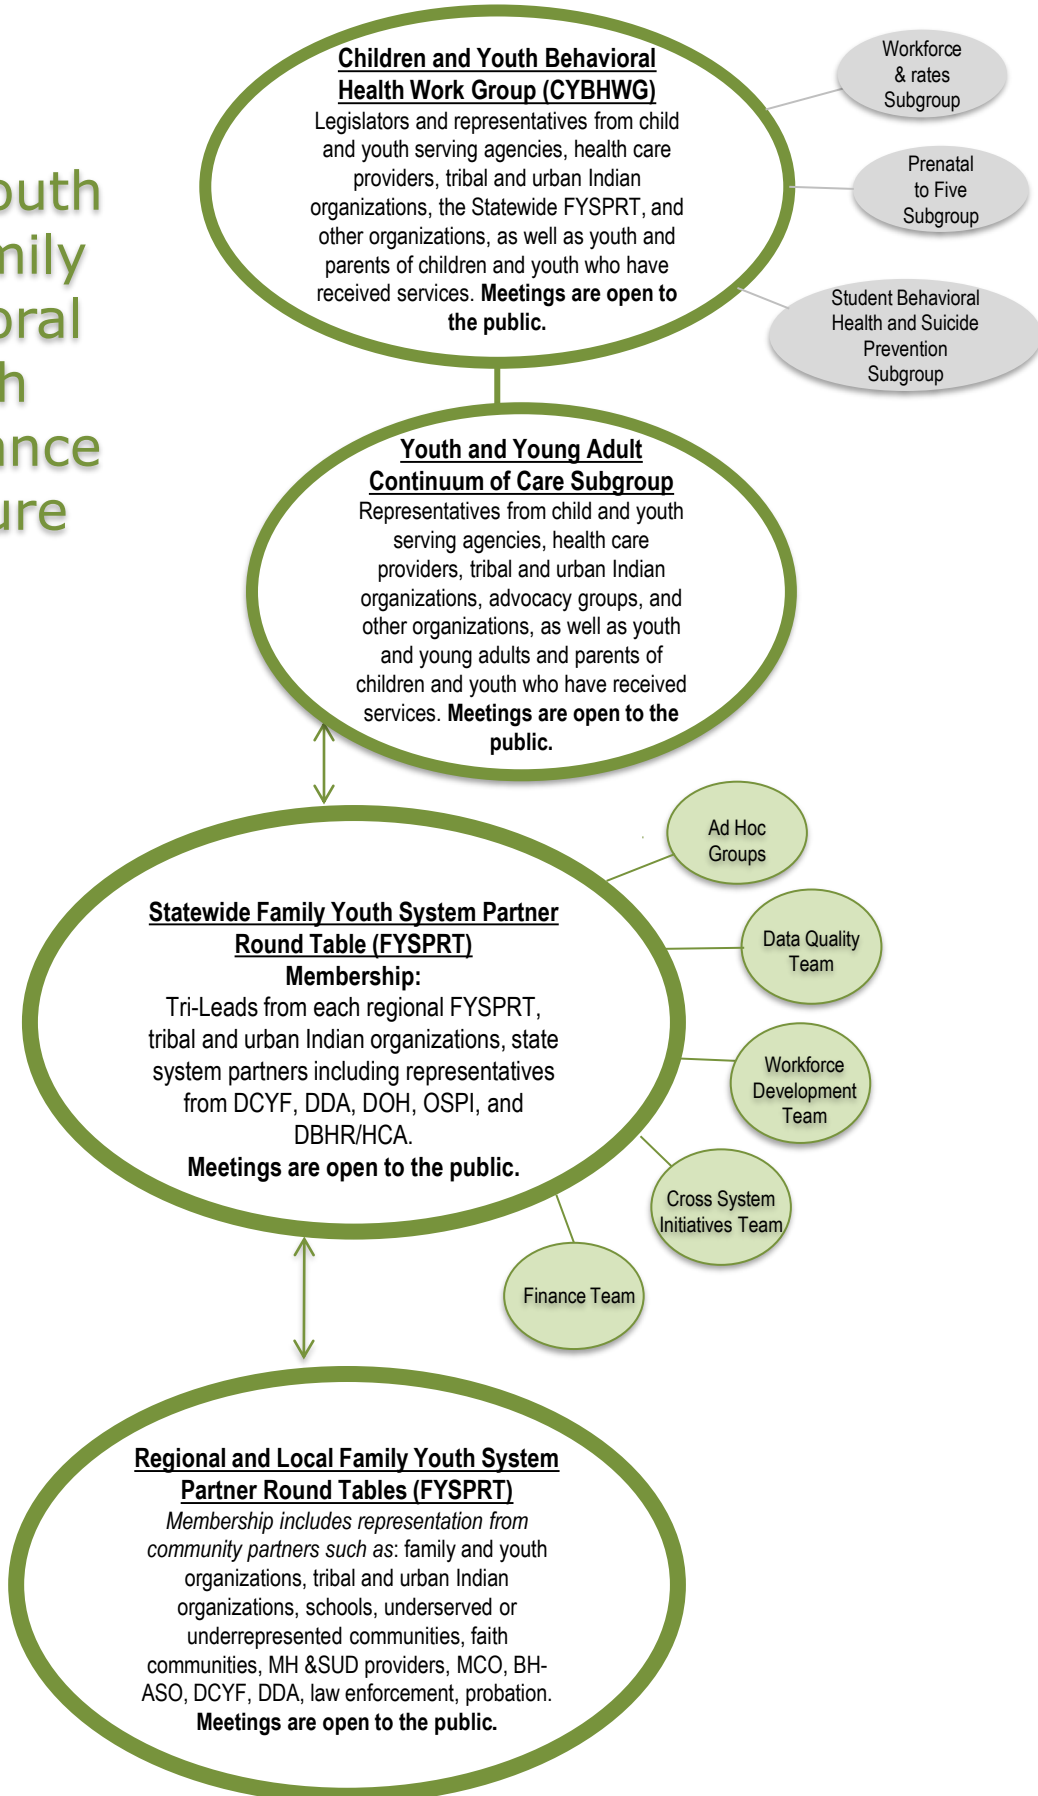 outh
mily
oral
h
ance
ure
Children and Youth Behavioral
Health Work Group (CYBHWG)
Legislators and representatives from child
and youth serving agencies, health care
providers, tribal and urban Indian
organizations, the Statewide FYSPRT, and
other organizations, as well as youth and
parents of children and youth who have
received services. Meetings are open to
the public.
Workforce
& rates
Subgroup
Prenatal
to Five
Subgroup
Student Behavioral
Health and Suicide
Prevention
Subgroup
Youth and Young Adult
Continuum of Care Subgroup
Representatives from child and youth
serving agencies, health care
providers, tribal and urban Indian
organizations, advocacy groups, and
other organizations, as well as youth
and young adults and parents of
children and youth who have received
services. Meetings are open to the
public.
Statewide Family Youth System Partner
Round Table (FYSPRT)
Membership:
Tri-Leads from each regional FYSPRT,
tribal and urban Indian organizations, state
system partners including representatives
from DCYF, DDA, DOH, OSPI, and
DBHR/HCA.
Meetings are open to the public.
Ad Hoc
Groups
Data Quality
Team
Workforce
Development
Team
Cross System
Initiatives Team
Finance Team
Regional and Local Family Youth System
Partner Round Tables (FYSPRT)
Membership includes representation from
community partners such as: family and youth
organizations, tribal and urban Indian
organizations, schools, underserved or
underrepresented communities, faith
communities, MH &SUD providers, MCO, BH-
ASO, DCYF, DDA, law enforcement, probation.
Meetings are open to the public.